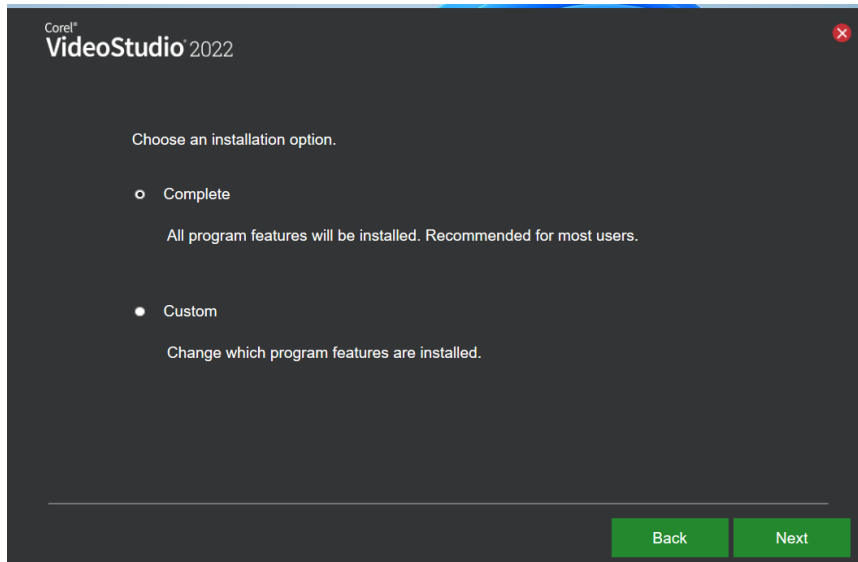 Corel®
VideoStudio® 2022
Choose an installation option.
Complete
All program features will be installed. Recommended for most users.
Custom
Change which program features are installed.
Back Next